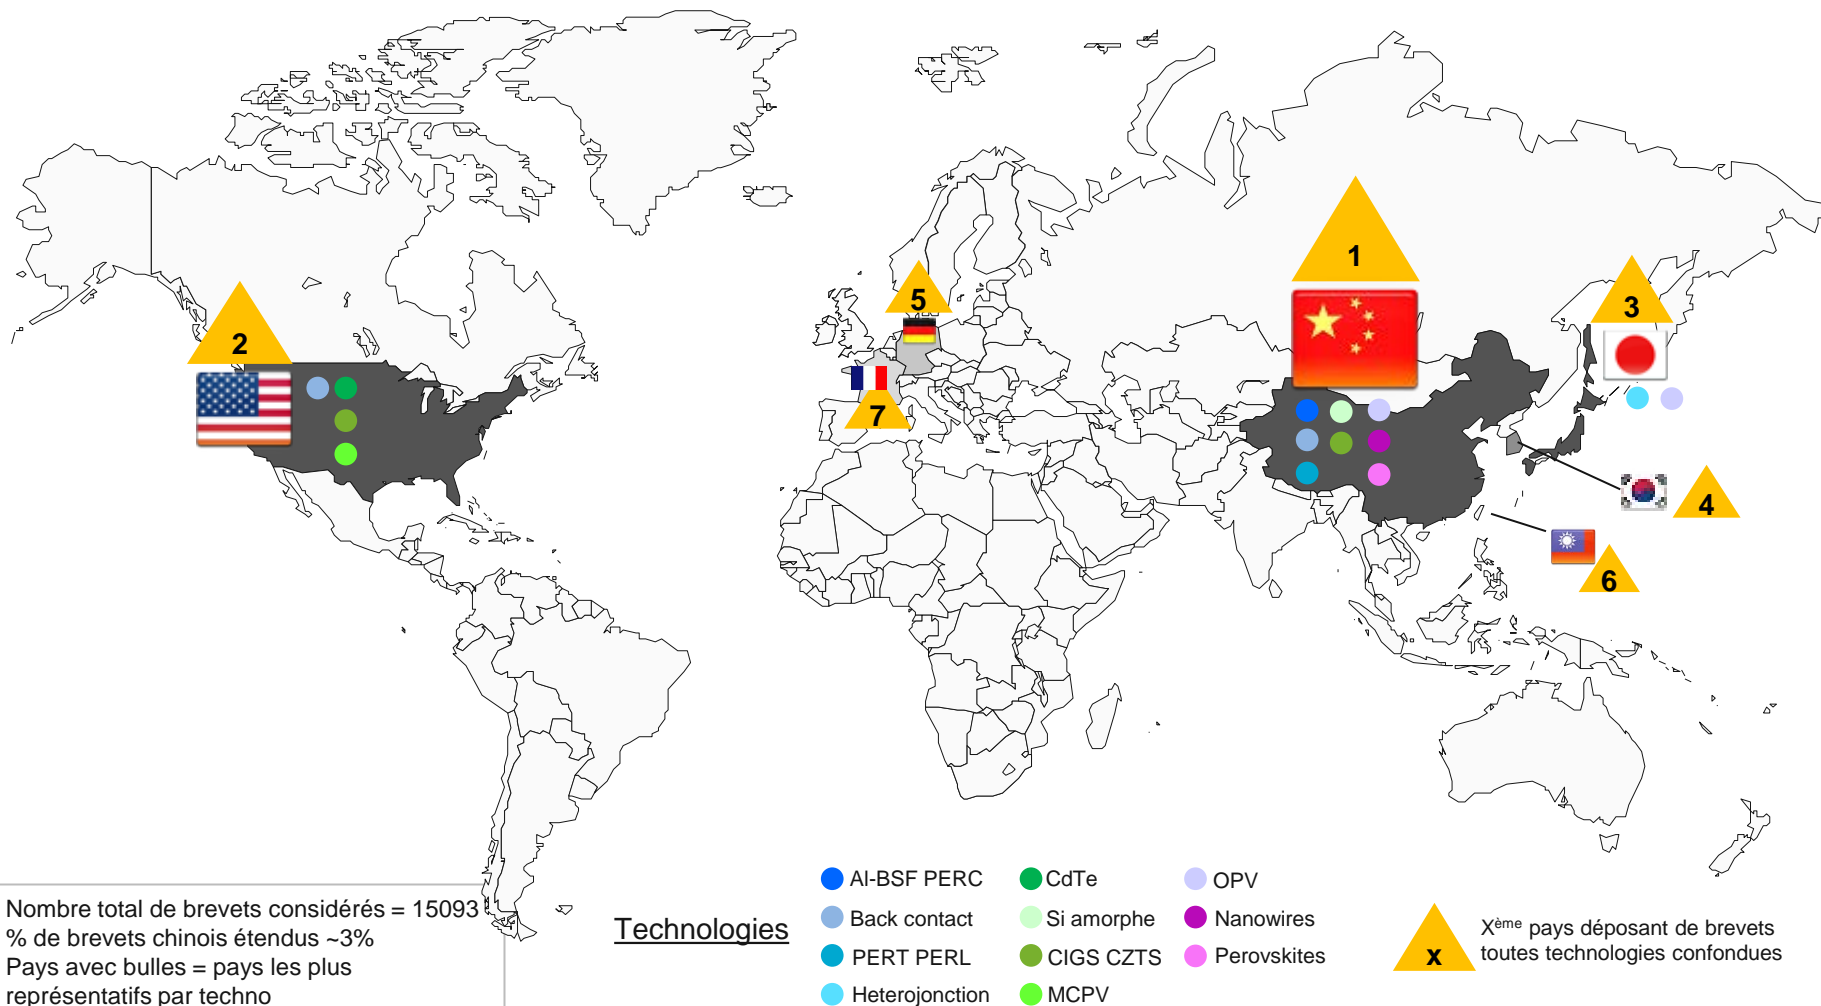 1
2
3
5
7
4
6
Nombre total de brevets considérés = 15093
% de brevets chinois étendus ~3%
Pays avec bulles = pays les plus
représentatifs par techno
Technologies
Al-BSF PERC
Back contact
PERT PERL
Heterojonction
CdTe
Si amorphe
CIGS CZTS
MCPV
OPV
Nanowires
Perovskites
x
Xème pays déposant de brevets
toutes technologies confondues